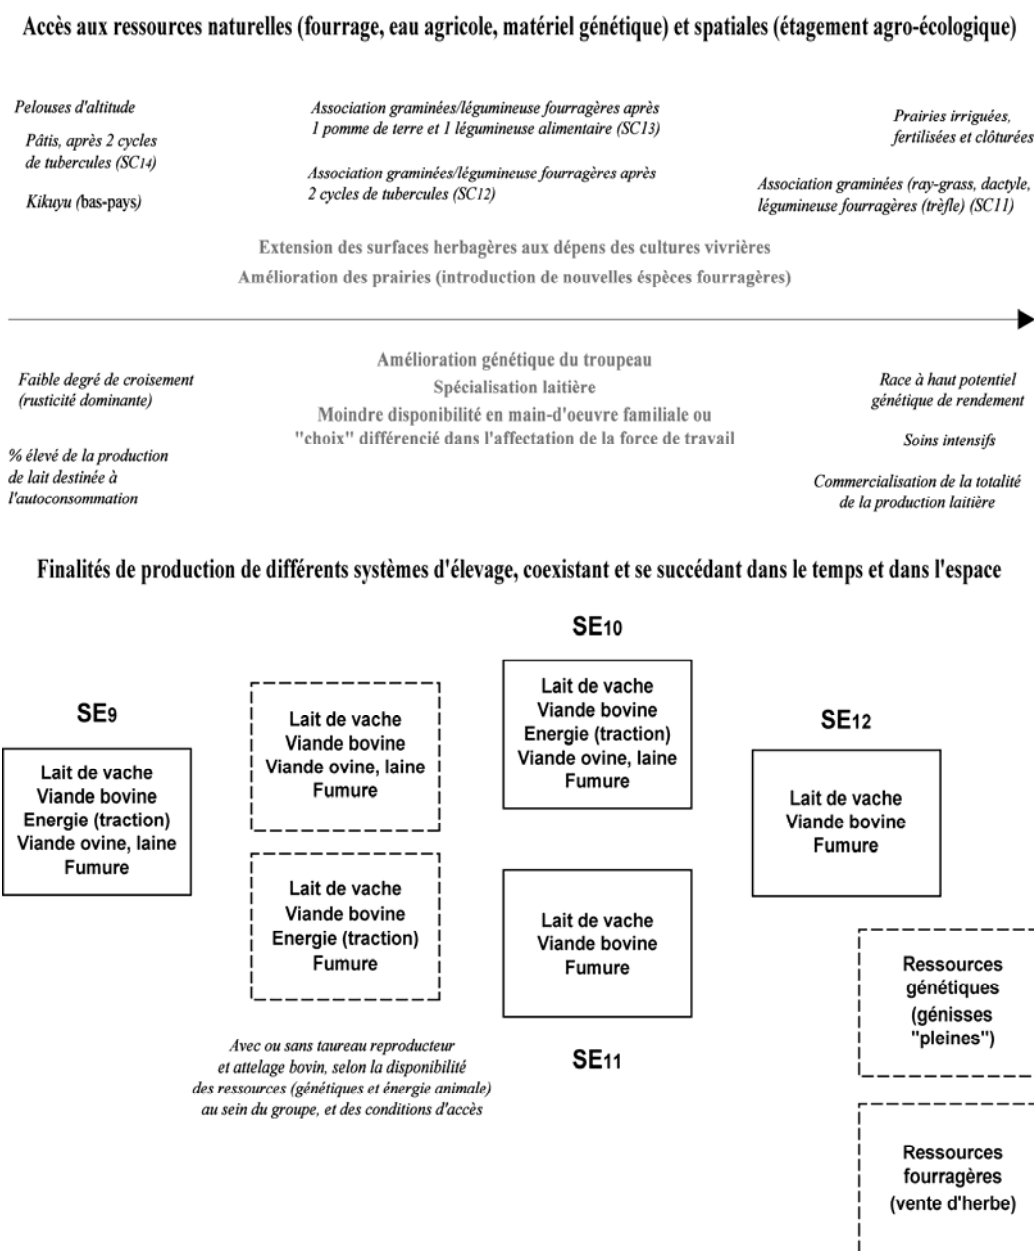 Accès aux ressources naturelles (fourrage, eau agricole, matériel génétique) et spatiales (étagement agro-écologique)
Pelouses d'altitude
Pâtis, après 2 cycles
de tubercules (SC14)
Kikuyu (bas-pays)
Association graminées/légumineuse fourragères après
1 pomme de terre et 1 légumineuse alimentaire (SC13)
Association graminées/légumineuse fourragères après
2 cycles de tubercules (SC12)
Prairies irriguées,
fertilisées et clôturées
Association graminées (ray-grass, dactyle,
légumineuse fourragères (trèfle) (SC11)
Extension des surfaces herbagères aux dépens des cultures vivrières
Amélioration des prairies (introduction de nouvelles éspèces fourragères)
Faible degré de croisement
(rusticité dominante)
% élevé de la production
de lait destinée à
l'autoconsommation
Amélioration génétique du troupeau
Spécialisation laitière
Moindre disponibilité en main-d'oeuvre familiale ou
"choix" différencié dans l'affectation de la force de travail
Race à haut potentiel
génétique de rendement
Soins intensifs
Commercialisation de la totalité
de la production laitière
Finalités de production de différents systèmes d'élevage, coexistant et se succédant dans le temps et dans l'espace
SE9
Lait de vache
Viande bovine
Energie (traction)
Viande ovine, laine
Fumure
Lait de vache
Viande bovine
Viande ovine, laine
Fumure
Lait de vache
Viande bovine
Energie (traction)
Fumure
Avec ou sans taureau reproducteur
et attelage bovin, selon la disponibilité
des ressources (génétiques et énergie animale)
au sein du groupe, et des conditions d'accès
SE10
Lait de vache
Viande bovine
Energie (traction)
Viande ovine, laine
Fumure
Lait de vache
Viande bovine
Fumure
SE11
SE12
Lait de vache
Viande bovine
Fumure
Ressources
génétiques
(génisses
"pleines")
Ressources
fourragères
(vente d'herbe)